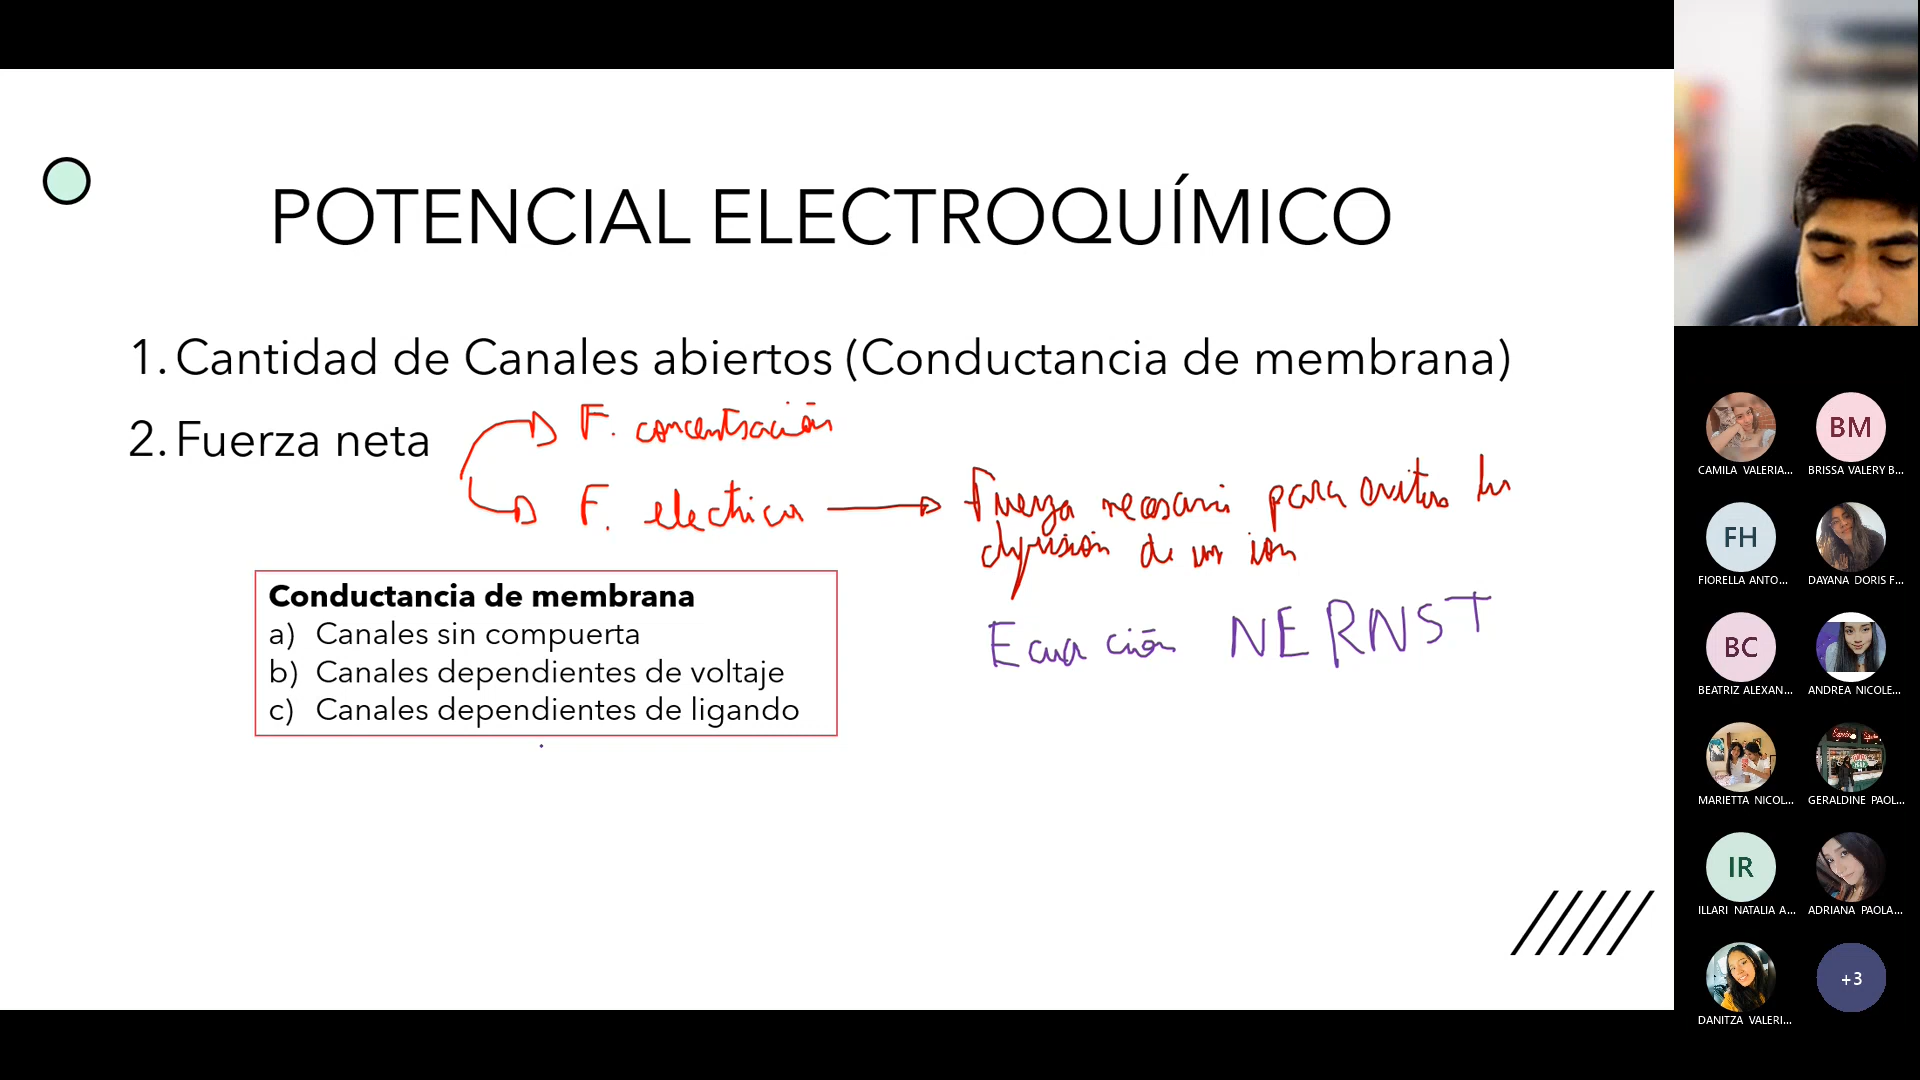 POTENCIAL ELECTROQUÍMICO
1. Cantidad de Canales abiertos (Conductancia de membrana)
2. Fuerza neta
F. concentración
F. electrica
Fuerza necesaria para evitar la
difusión de un ion
Ecuación NERNST
Conductancia de membrana
a) Canales sin compuerta
b) Canales dependientes de voltaje
c) Canales dependientes de ligando
CAMILA VALERIA...
BM
BRISSA VALERY B...
FH
FIORELLA ANTO...
DAYANA DORIS F...
BC
BEATRIZ ALEXAN...
ANDREA NICOLE...
MARIETTA NICOL...
GERALDINE PAOL...
IR
ILLARI NATALIA A...
ADRIANA PAOLA...
DANITZA VALERI...
+3